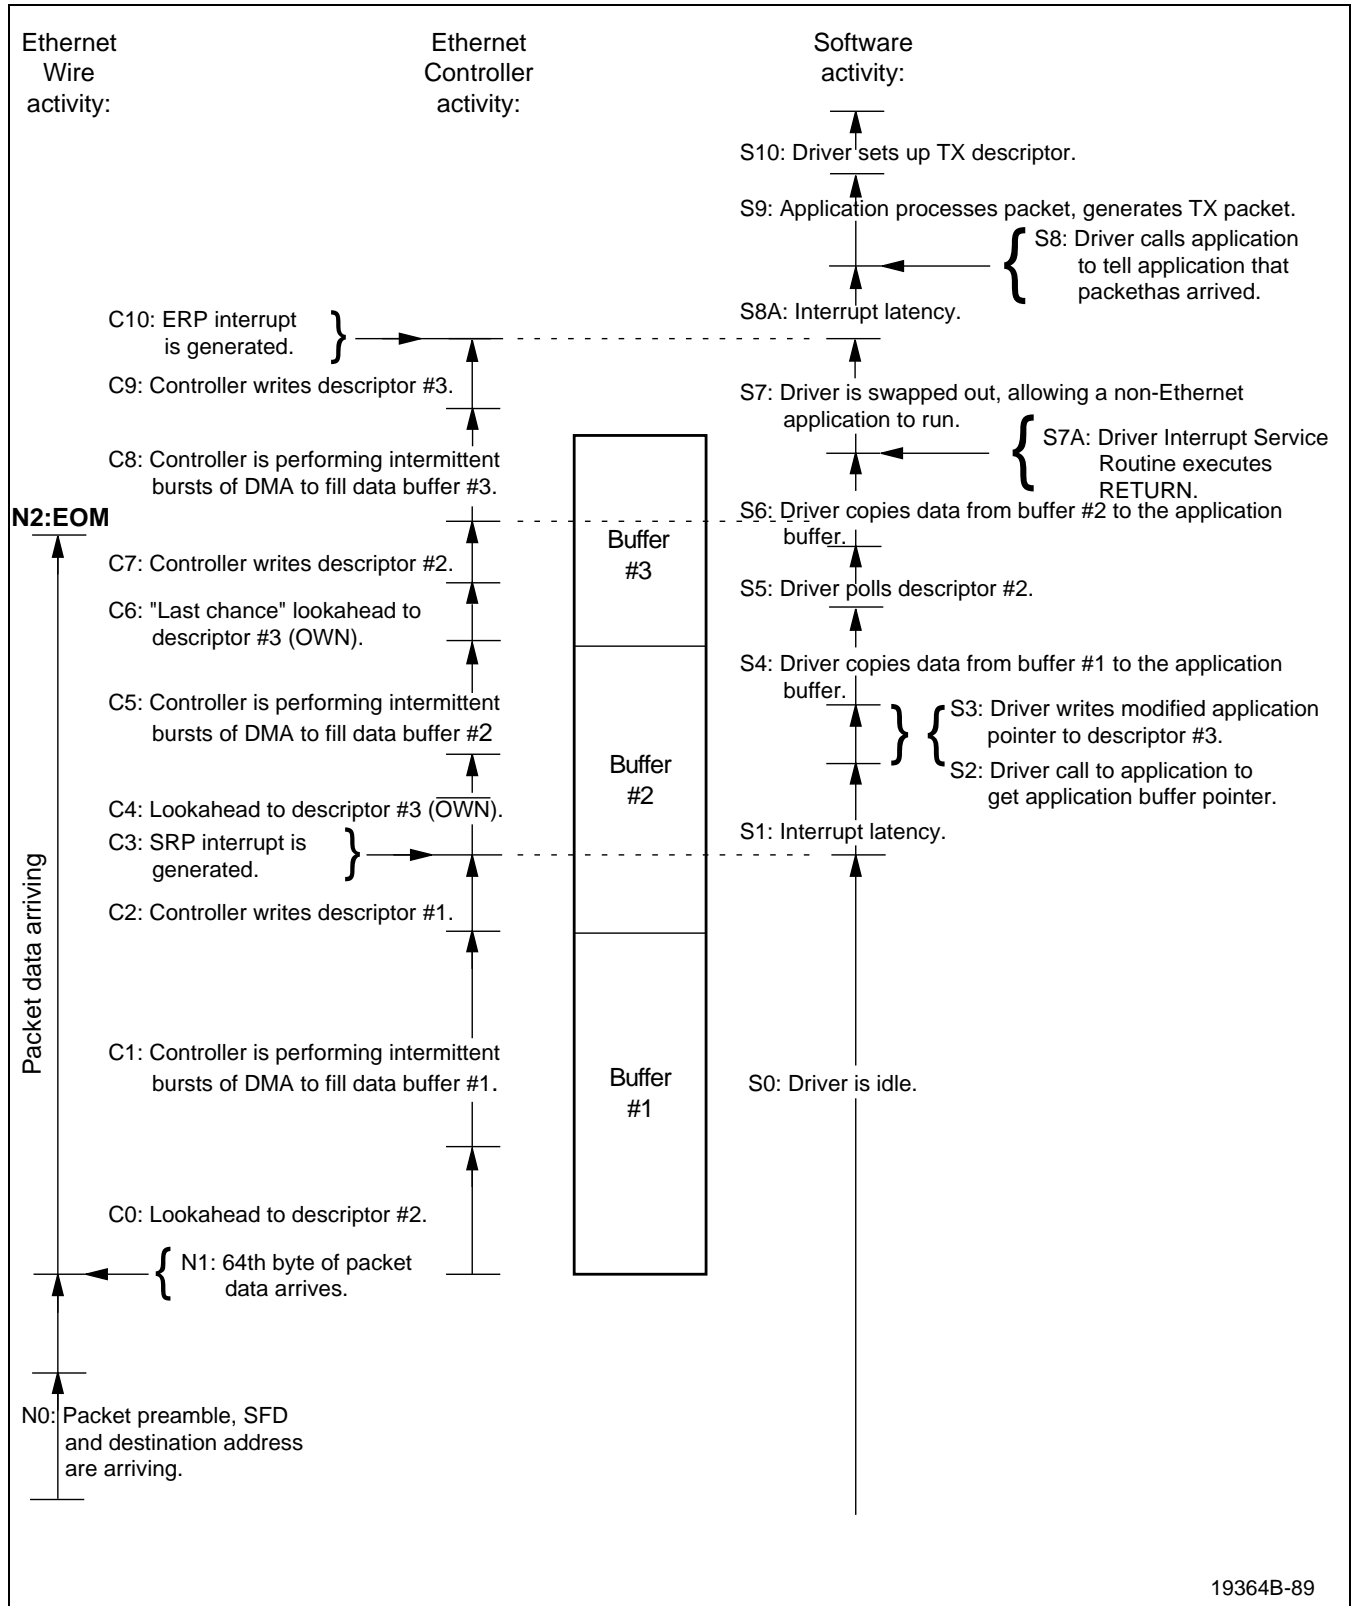 Ethernet
Wire
activity:
Ethernet
Controller
activity:
Software
activity:
S10: Driver sets up TX descriptor.
S9: Application processes packet, generates TX packet.
S8: Driver calls application
to tell application that
packethas arrived.
S8A: Interrupt latency.
C10: ERP interrupt
is generated.
C9: Controller writes descriptor #3.
S7: Driver is swapped out, allowing a non-Ethernet
application to run.
S7A: Driver Interrupt Service
Routine executes
RETURN.
C8: Controller is performing intermittent
bursts of DMA to fill data buffer #3.
S6: Driver copies data from buffer #2 to the application
buffer.
N2:EOM
Buffer
#3
C7: Controller writes descriptor #2.
S5: Driver polls descriptor #2.
C6: "Last chance" lookahead to
descriptor #3 (OWN).
S4: Driver copies data from buffer #1 to the application
buffer.
C5: Controller is performing intermittent
bursts of DMA to fill data buffer #2
S3: Driver writes modified application
pointer to descriptor #3.
Buffer
#2
S2: Driver call to application to
get application buffer pointer.
C4: Lookahead to descriptor #3 (O̅W̅N̅).
S1: Interrupt latency.
C3: SRP interrupt is
generated.
C2: Controller writes descriptor #1.
Packet data arriving
C1: Controller is performing intermittent
bursts of DMA to fill data buffer #1.
Buffer
#1
S0: Driver is idle.
C0: Lookahead to descriptor #2.
N1: 64th byte of packet
data arrives.
N0: Packet preamble, SFD
and destination address
are arriving.
19364B-89